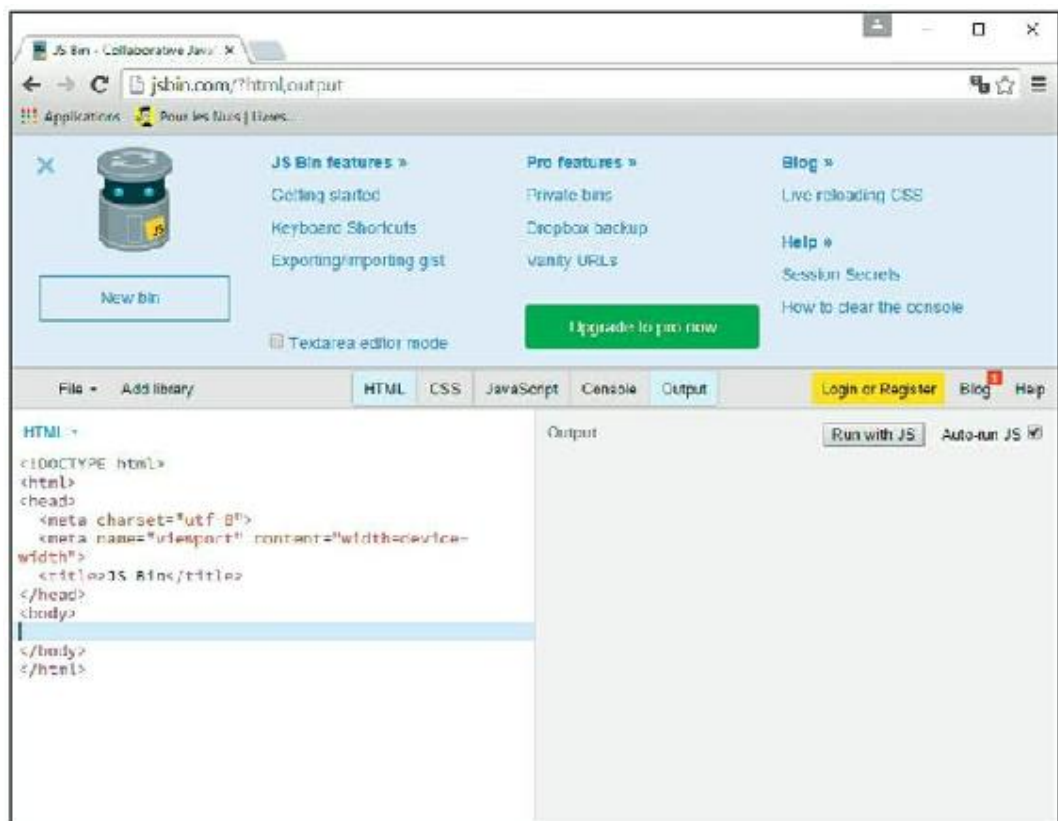 JS Bin - Collaborative Java
jsbin.com/?html,output
Applications Pour les Nuls | Livres...
JS Bin features »
Getting started
Keyboard Shortcuts
Exporting/importing gist
Textarea editor mode
Pro features »
Private bins
Dropbox backup
Vanity URLs
Upgrade to pro now
Blog »
Live reloading CSS
Help »
Session Secrets
How to clear the console
JS
New bin
File Add library HTML CSS JavaScript Console Output Login or Register Blog 1 Help
HTML
<!DOCTYPE html>
<html>
<head>
<meta charset="utf-8">
<meta name="viewport" content="width=device-
width">
<title>JS Bin</title>
</head>
<body>
</body>
</html>
Output Run with JS Auto-run JS